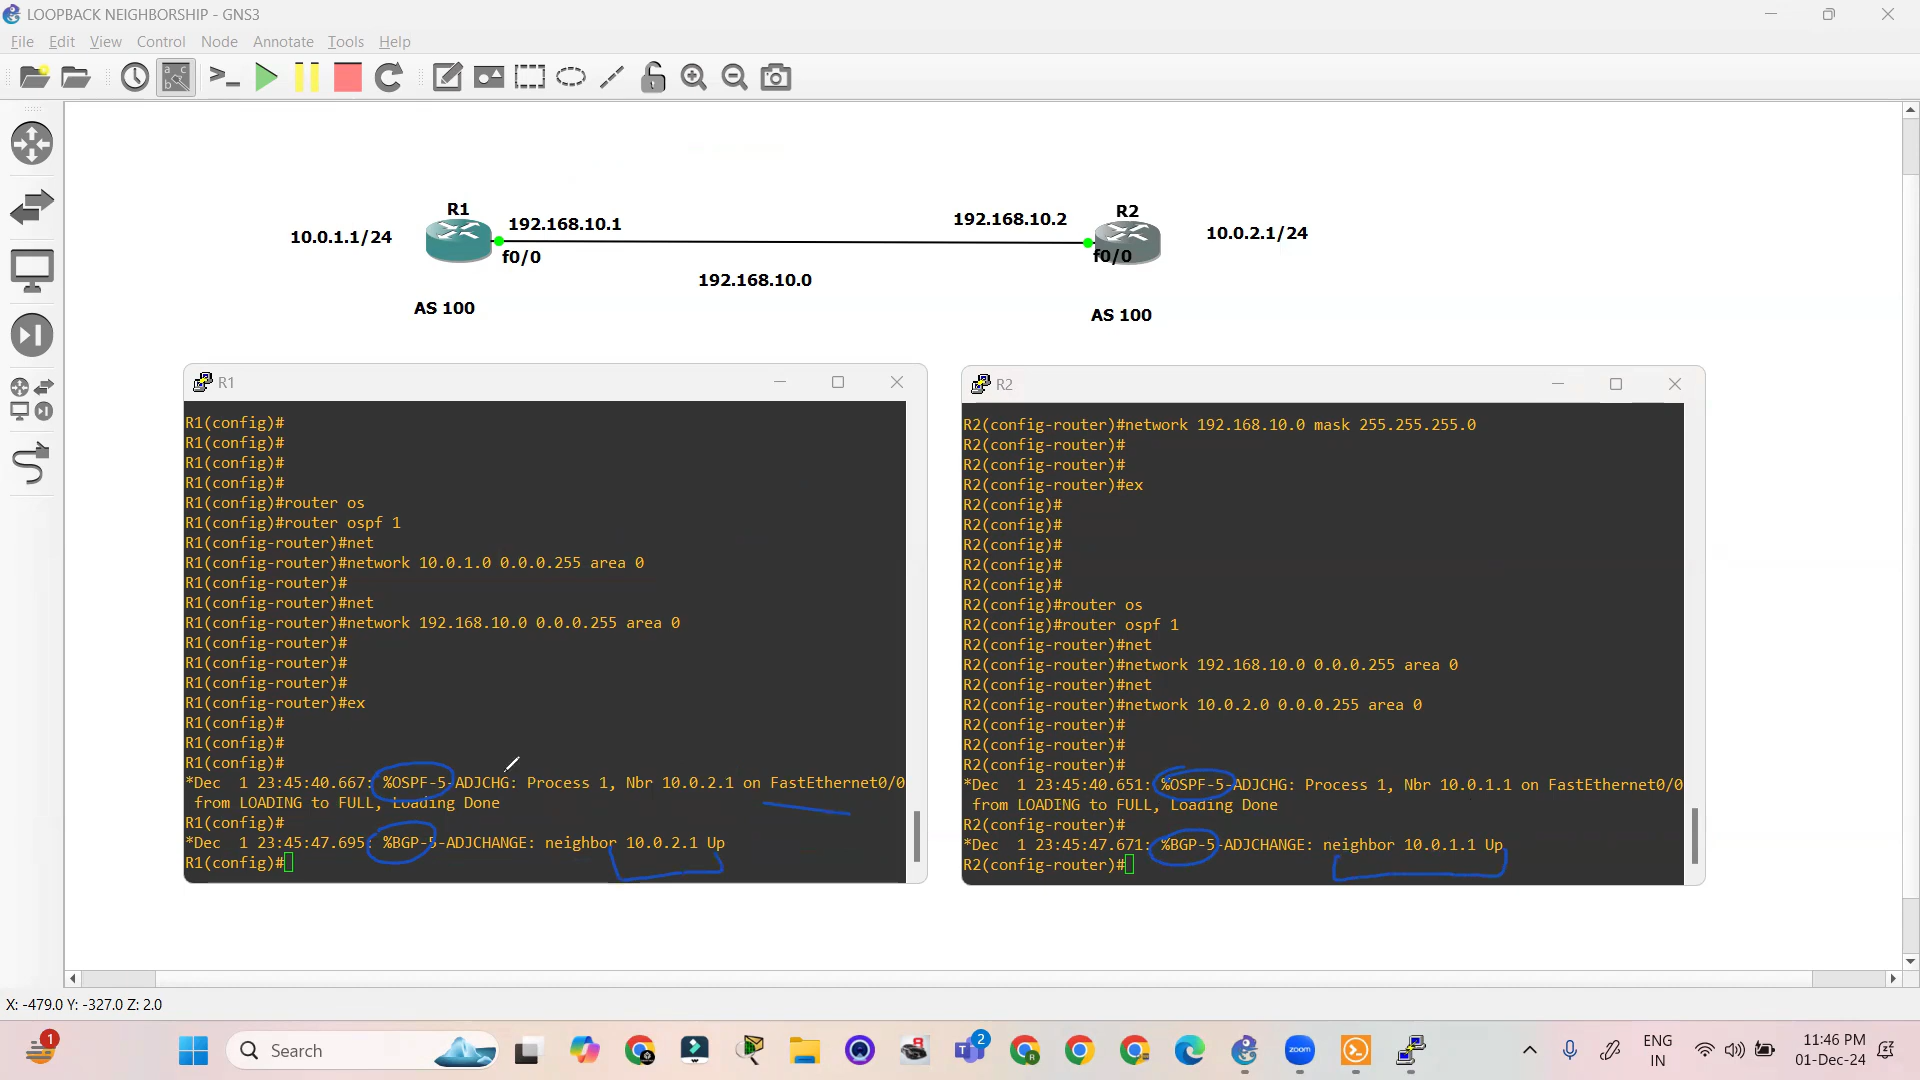 LOOPBACK NEIGHBORSHIP - GNS3
File Edit View Control Node Annotate Tools Help
R1
R2
192.168.10.1
192.168.10.2
10.0.1.1/24
10.0.2.1/24
f0/0
f0/0
192.168.10.0
AS 100
AS 100
R1
R1(config)#
R1(config)#
R1(config)#
R1(config)#
R1(config)#router os
R1(config)#router ospf 1
R1(config-router)#net
R1(config-router)#network 10.0.1.0 0.0.0.255 area 0
R1(config-router)#
R1(config-router)#net
R1(config-router)#network 192.168.10.0 0.0.0.255 area 0
R1(config-router)#
R1(config-router)#
R1(config-router)#
R1(config-router)#ex
R1(config)#
R1(config)#
R1(config)#
*Dec  1 23:45:40.667: %OSPF-5-ADJCHG: Process 1, Nbr 10.0.2.1 on FastEthernet0/0
from LOADING to FULL, Loading Done
R1(config)#
*Dec  1 23:45:47.695: %BGP-5-ADJCHANGE: neighbor 10.0.2.1 Up
R1(config)#
R2
R2(config-router)#network 192.168.10.0 mask 255.255.255.0
R2(config-router)#
R2(config-router)#
R2(config-router)#ex
R2(config)#
R2(config)#
R2(config)#
R2(config)#
R2(config)#
R2(config)#router os
R2(config)#router ospf 1
R2(config-router)#net
R2(config-router)#network 192.168.10.0 0.0.0.255 area 0
R2(config-router)#net
R2(config-router)#network 10.0.2.0 0.0.0.255 area 0
R2(config-router)#
R2(config-router)#
R2(config-router)#
*Dec  1 23:45:40.651: %OSPF-5-ADJCHG: Process 1, Nbr 10.0.1.1 on FastEthernet0/0
from LOADING to FULL, Loading Done
R2(config-router)#
*Dec  1 23:45:47.671: %BGP-5-ADJCHANGE: neighbor 10.0.1.1 Up
R2(config-router)#
X: -479.0 Y: -327.0 Z: 2.0
1
Search
2
zoom
ENG
IN
11:46 PM
01-Dec-24